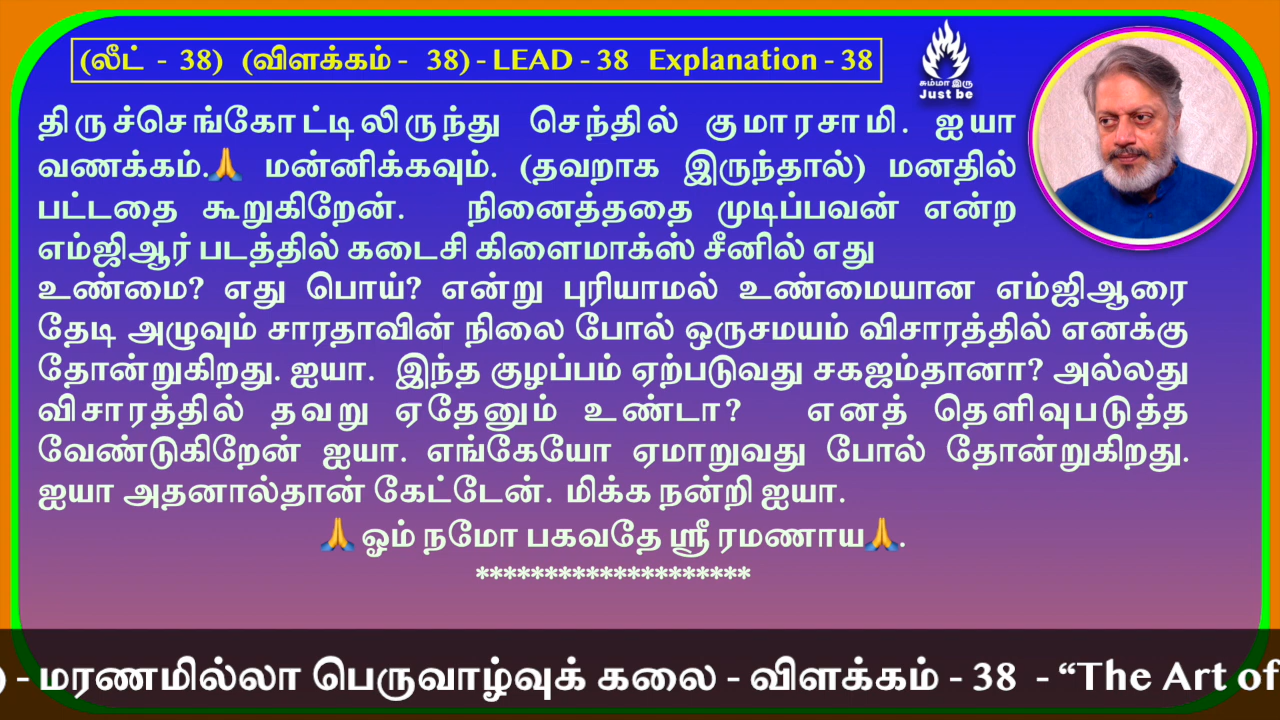 (லீட் - 38) (விளக்கம் - 38) - LEAD - 38 Explanation - 38
சும்மா இரு
Just be
திருச்செங்கோட்டிலிருந்து செந்தில் குமாரசாமி. ஐயா
வணக்கம்.🙏 மன்னிக்கவும். (தவறாக இருந்தால்) மனதில்
பட்டதை கூறுகிறேன். நினைத்ததை முடிப்பவன் என்ற
எம்ஜிஆர் படத்தில் கடைசி கிளைமாக்ஸ் சீனில் எது
உண்மை? எது பொய்? என்று புரியாமல் உண்மையான எம்ஜிஆரை
தேடி அழுவும் சாரதாவின் நிலை போல் ஒருசமயம் விசாரத்தில் எனக்கு
தோன்றுகிறது. ஐயா. இந்த குழப்பம் ஏற்படுவது சகஜம்தானா? அல்லது
விசாரத்தில் தவறு ஏதேனும் உண்டா? எனத் தெளிவுபடுத்த
வேண்டுகிறேன் ஐயா. எங்கேயோ ஏமாறுவது போல் தோன்றுகிறது.
ஐயா அதனால்தான் கேட்டேன். மிக்க நன்றி ஐயா.
🙏 ஓம் நமோ பகவதே ஸ்ரீ ரமணாய🙏.
********************
) - மரணமில்லா பெருவாழ்வுக் கலை - விளக்கம் - 38 - “The Art of